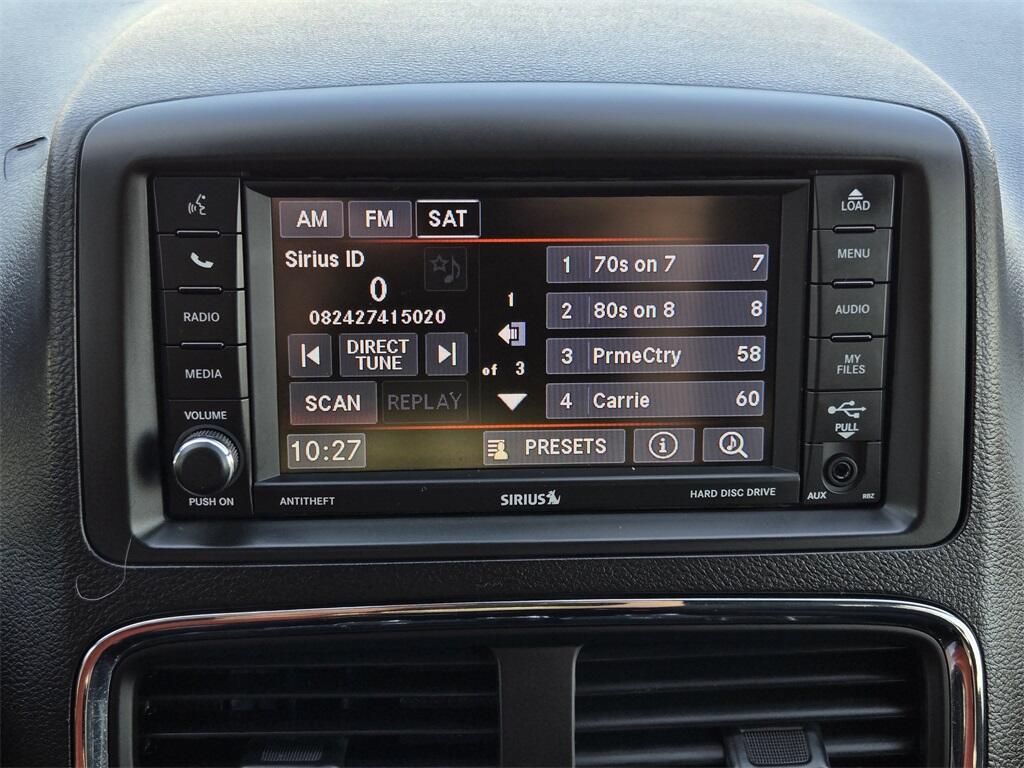 AM FM SAT
Sirius ID
0
082427415020
DIRECT
TUNE
SCAN REPLAY
10:27
1
of 3
1 70s on 7 7
2 80s on 8 8
3 PrmeCtry 58
4 Carrie 60
PRESETS
i
RADIO
MEDIA
VOLUME
PUSH ON
ANTITHEFT
SIRIUS
HARD DISC DRIVE
LOAD
MENU
AUDIO
MY
FILES
PULL
AUX RBZ